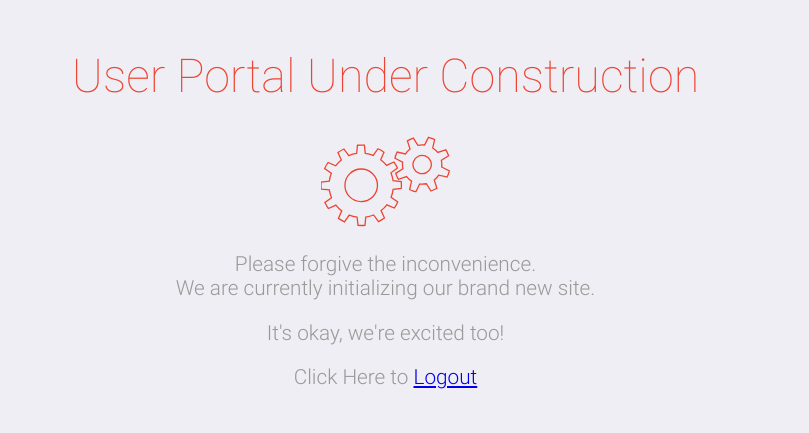 User Portal Under Construction
Please forgive the inconvenience.
We are currently initializing our brand new site.
It's okay, we're excited too!
Click Here to Logout